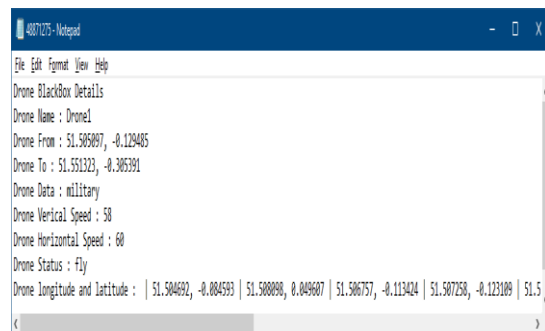 48871275 - Notepad
File Edit Format View Help
Drone BlackBox Details
Drone Name : Drone1
Drone From : 51.505097, -0.129485
Drone To : 51.551323, -0.305391
Drone Data : military
Drone Verical Speed : 58
Drone Horizontal Speed : 60
Drone Status : fly
Drone longitude and latitude : | 51.504692, -0.084593 | 51.508098, 0.049607 | 51.506757, -0.113424 | 51.507258, -0.123109 | 51.5